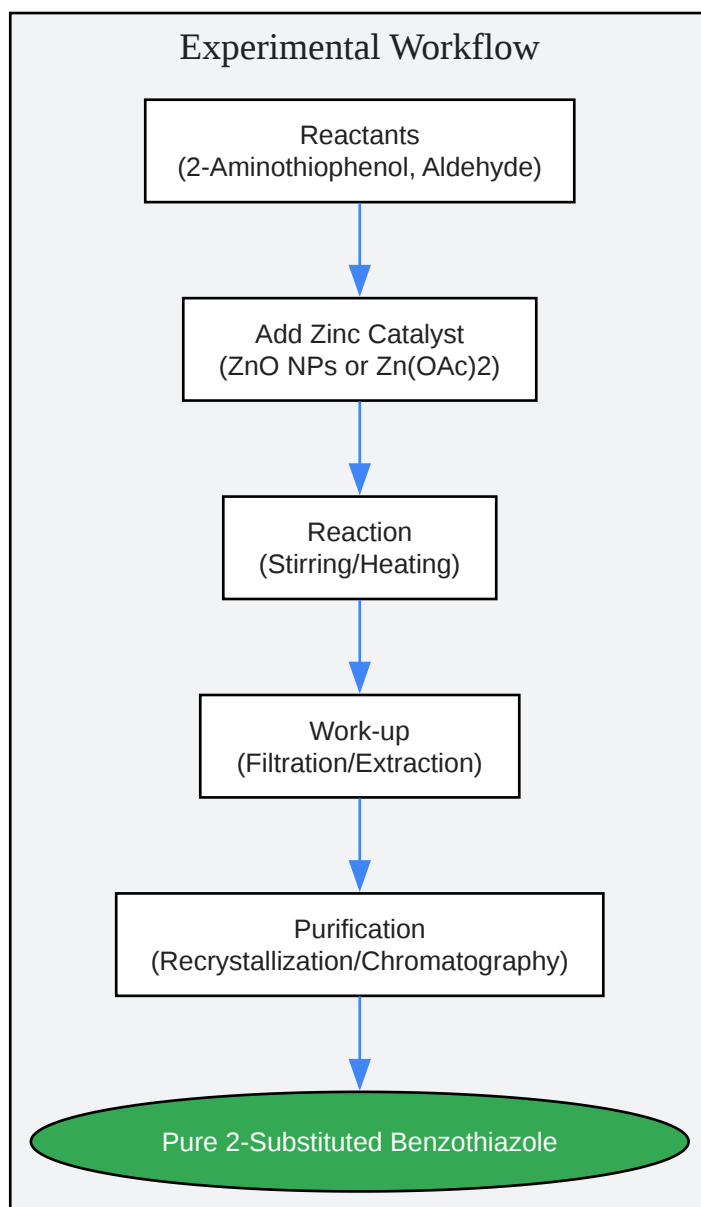 Experimental Workflow
Reactants
(2-Aminothiophenol, Aldehyde)
Add Zinc Catalyst
(ZnO NPs or Zn(OAc)2)
Reaction
(Stirring/Heating)
Work-up
(Filtration/Extraction)
Purification
(Recrystallization/Chromatography)
Pure 2-Substituted Benzothiazole